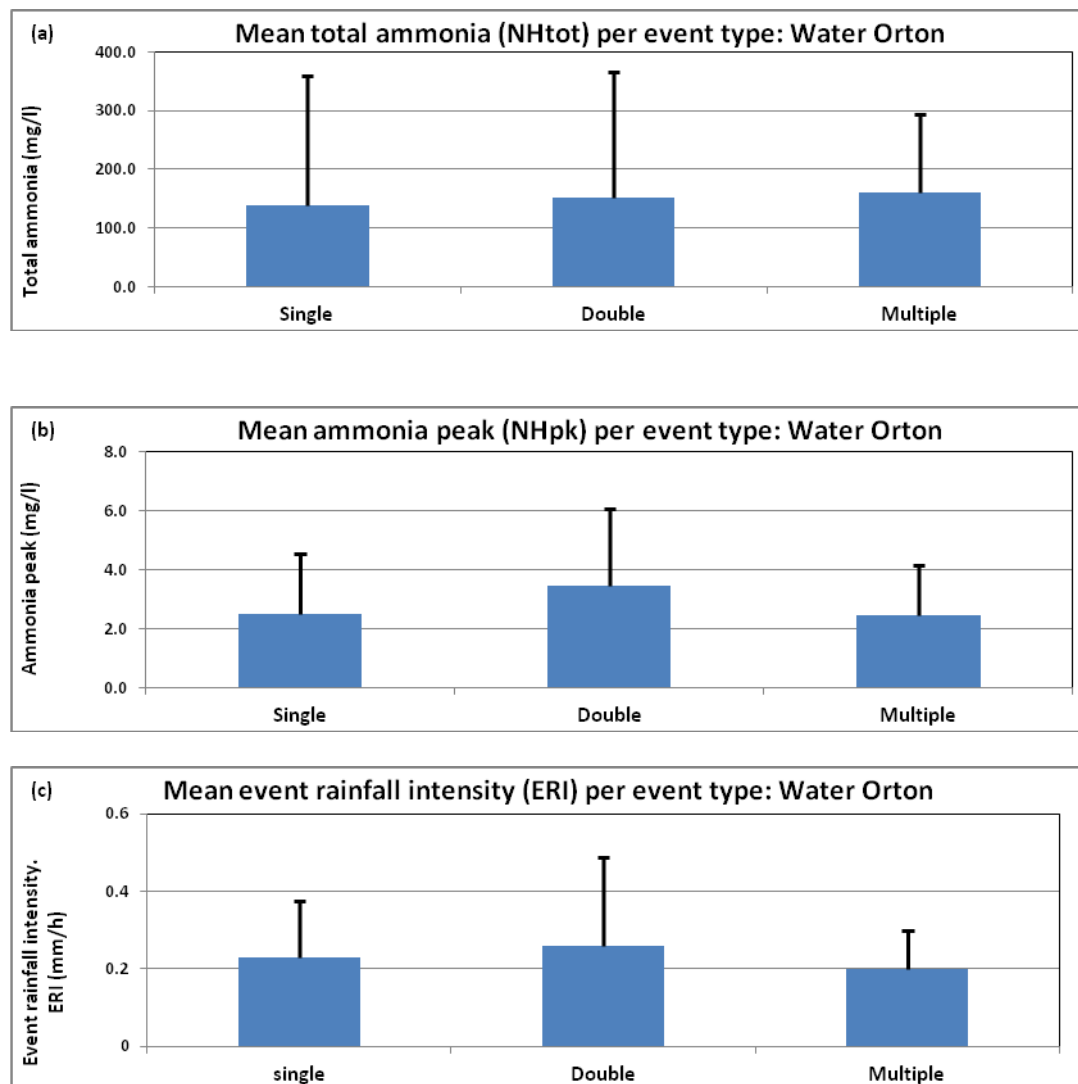 (a)
Mean total ammonia (NHtot) per event type: Water Orton
Total ammonia (mg/l)
400.0
300.0
200.0
100.0
0.0
Single Double Multiple
(b)
Mean ammonia peak (NHpk) per event type: Water Orton
Ammonia peak (mg/l)
8.0
6.0
4.0
2.0
0.0
Single Double Multiple
(c)
Mean event rainfall intensity (ERI) per event type: Water Orton
Event rainfall intensity.
ERI (mm/h)
0.6
0.4
0.2
0
single Double Multiple